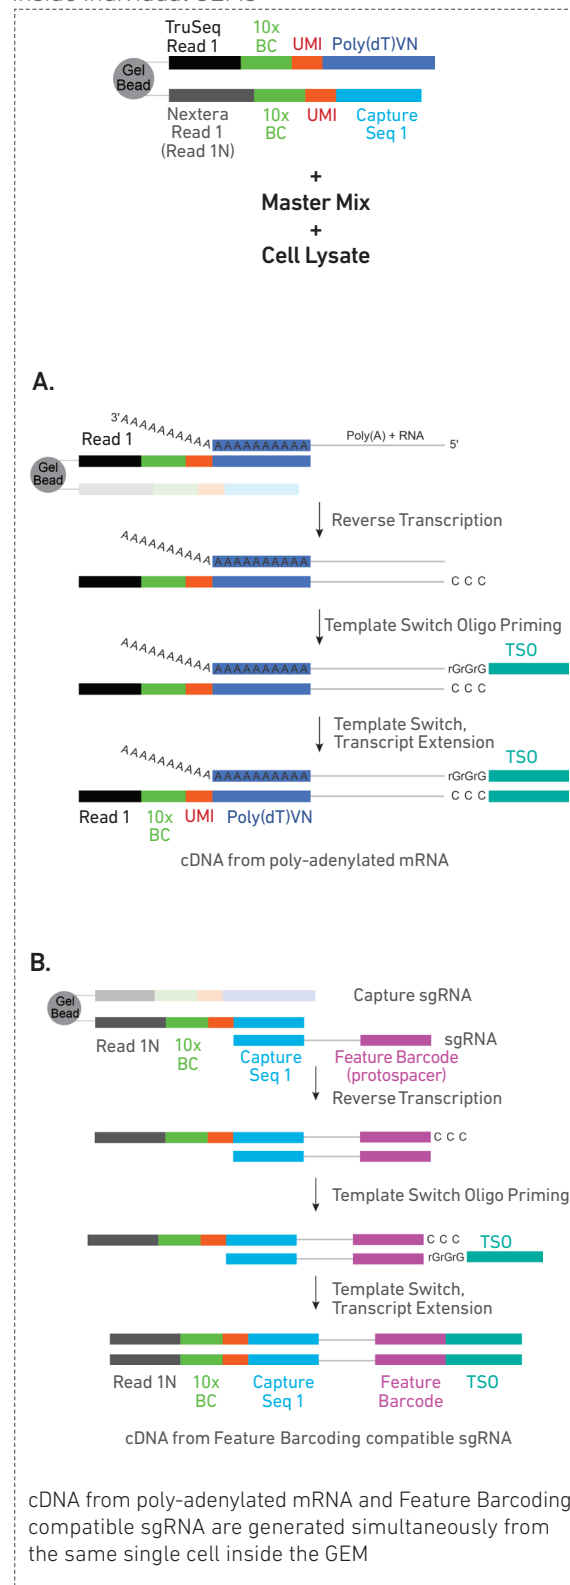 TruSeq
Read 1
10x
BC
UMI
Poly(dT)VN
Gel
Bead
Nextera
Read 1
(Read 1N)
10x
BC
UMI
Capture
Seq 1
+
Master Mix
+
Cell Lysate
A.
3'AAAAAAAAAA
AAAAAAAAAA
Poly(A) + RNA
5'
Read 1
Gel
Bead
Reverse Transcription
AAAAAAAAAA
AAAAAAAAAA
C C C
Template Switch Oligo Priming
TSO
AAAAAAAAAA
AAAAAAAAAA
rGrGrG
C C C
Template Switch,
Transcript Extension
TSO
AAAAAAAAAA
AAAAAAAAAA
rGrGrG
C C C
Read 1
10x
BC
UMI
Poly(dT)VN
cDNA from poly-adenylated mRNA
B.
Gel
Bead
Capture sgRNA
Read 1N
10x
BC
Capture
Seq 1
sgRNA
Feature Barcode
(protospacer)
Reverse Transcription
C C C
Template Switch Oligo Priming
C C C
TSO
rGrGrG
Template Switch,
Transcript Extension
Read 1N
10x
BC
Capture
Seq 1
Feature
Barcode
TSO
cDNA from Feature Barcoding compatible sgRNA
cDNA from poly-adenylated mRNA and Feature Barcoding
compatible sgRNA are generated simultaneously from
the same single cell inside the GEM